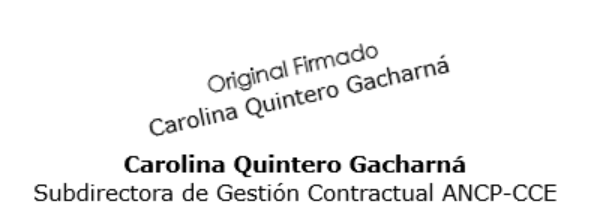 Original Firmado
Carolina Quintero Gacharná
Carolina Quintero Gacharná
Subdirectora de Gestión Contractual ANCP-CCE